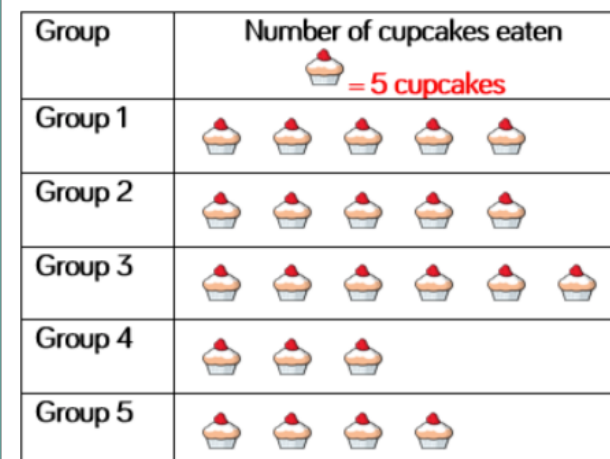 Group
Number of cupcakes eaten
= 5 cupcakes
Group 1
Group 2
Group 3
Group 4
Group 5